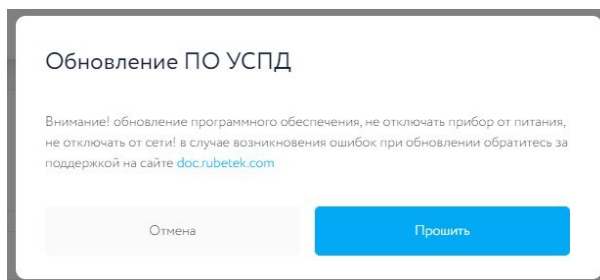 Обновление ПО УСПД
Внимание! обновление программного обеспечения, не отключать прибор от питания,
не отключать от сети! в случае возникновения ошибок при обновлении обратитесь за
поддержкой на сайте doc.rubetek.com
Отмена
Прошить